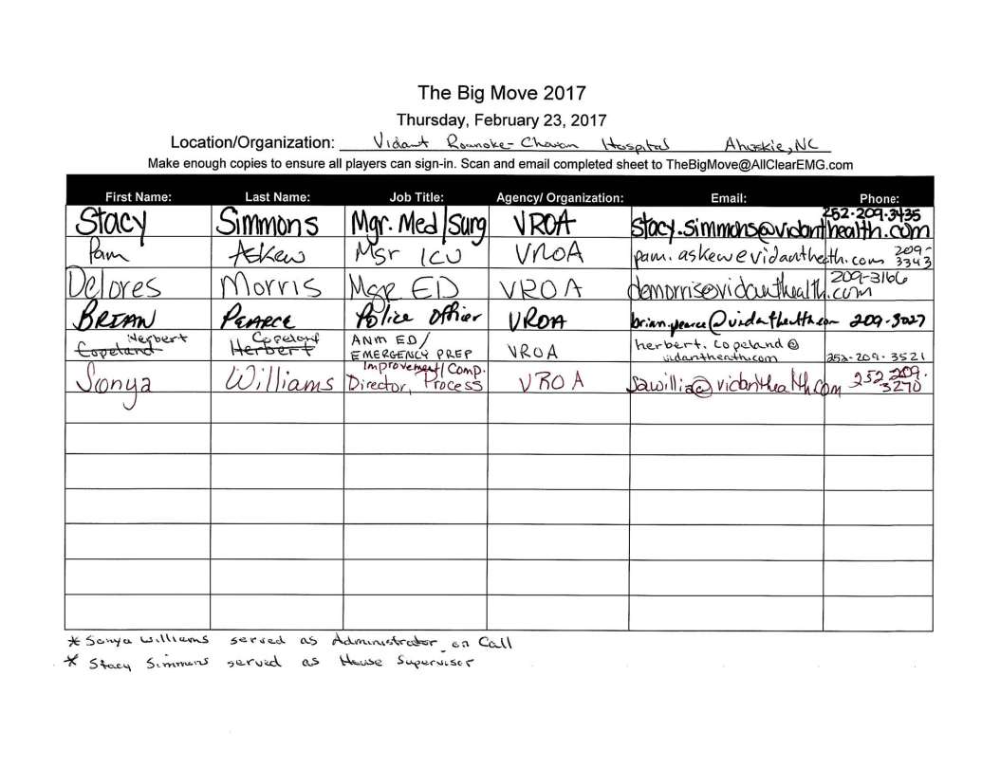 The Big Move 2017
Thursday, February 23, 2017
Location/Organization: Vidant Roanoke-Chowan Hospital Ahoskie, NC
Make enough copies to ensure all players can sign-in. Scan and email completed sheet to TheBigMove@AllClearEMG.com
First Name: Last Name: Job Title: Agency/ Organization: Email: Phone:
Stacy Simmons Mgr. Med/Surg VROA stacy.simmons@vidanthealth.com 252-209-3435
Pam Askew Mgr ICU VROA pam.askew@vidanthealth.com 209-3343
Delores Morris Mgr ED VROA demorris@vidanthealth.com 209-3166
BRIAN PEARCE Police Officer VROA brian.pearce@vidanthealth.com 209-3027
Herbert Copeland
Copeland Herbert ANM ED/ EMERGENCY PREP VROA herbert.copeland@vidanthealth.com 252-209-3521
Sonya Williams Director, Process Improvement/Comp. VROA sawillia@vidanthealth.com 252-209-3270
* Sonya Williams served as Administrator on Call
* Stacy Simmons served as House Supervisor